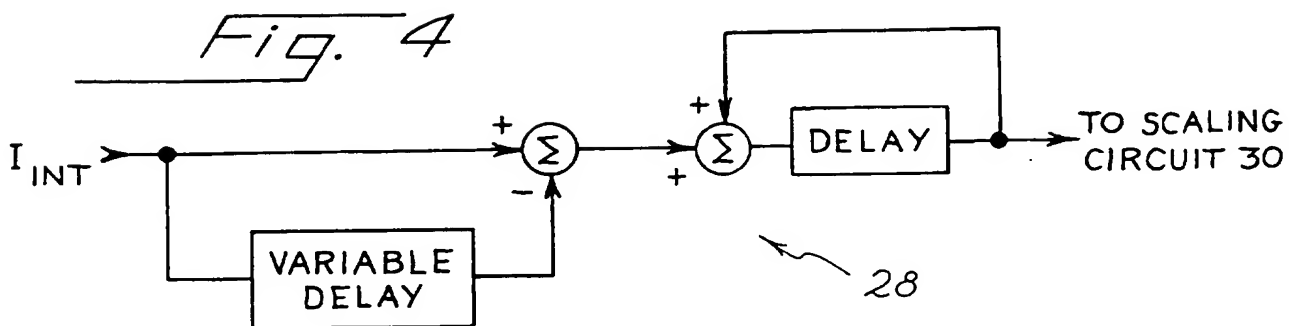 Fig. 4
I INT
+
-
Σ
VARIABLE
DELAY
+
+
Σ
DELAY
TO SCALING
CIRCUIT 30
28